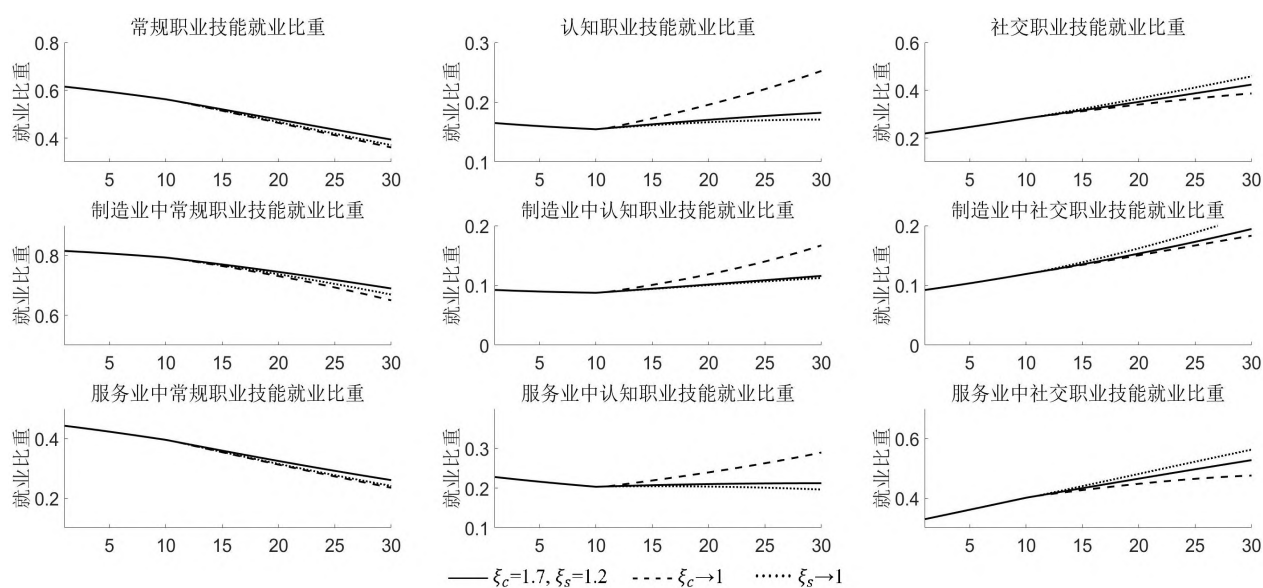 常规职业技能就业比重
就业比重
0.8
0.6
0.4
5 10 15 20 25 30
认知职业技能就业比重
就业比重
0.3
0.2
0.1
5 10 15 20 25 30
社交职业技能就业比重
就业比重
0.6
0.4
0.2
5 10 15 20 25 30
制造业中常规职业技能就业比重
就业比重
0.8
0.6
5 10 15 20 25 30
制造业中认知职业技能就业比重
就业比重
0.2
0.1
0
5 10 15 20 25 30
制造业中社交职业技能就业比重
就业比重
0.2
0.1
0
5 10 15 20 25 30
服务业中常规职业技能就业比重
就业比重
0.4
0.2
5 10 15 20 25 30
服务业中认知职业技能就业比重
就业比重
0.3
0.2
0.1
5 10 15 20 25 30
服务业中社交职业技能就业比重
就业比重
0.6
0.4
5 10 15 20 25 30
ξc=1.7, ξs=1.2 ξc→1 ξs→1